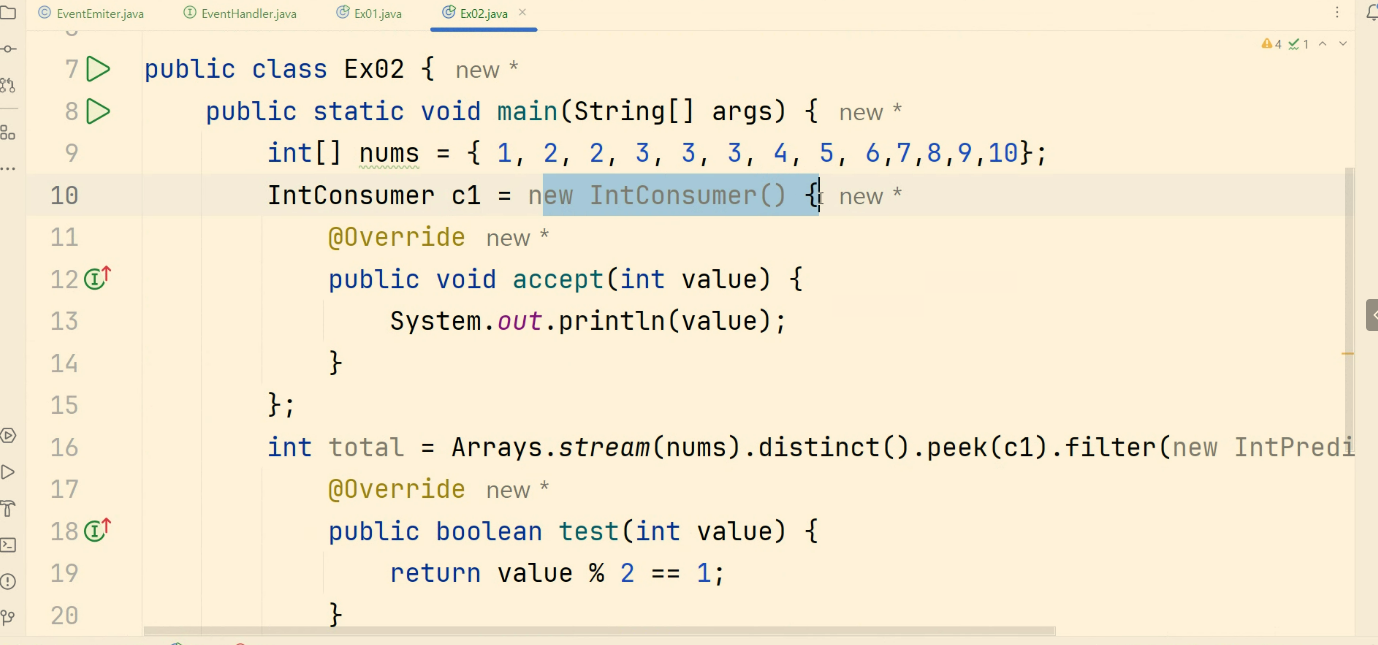 EventEmiter.java EventHandler.java Ex01.java Ex02.java
4 1
7 public class Ex02 { new *
8 public static void main(String[] args) { new *
9 int[] nums = { 1, 2, 2, 3, 3, 3, 4, 5, 6,7,8,9,10};
10 IntConsumer c1 = new IntConsumer() { new *
11 @Override new *
12 public void accept(int value) {
13 System.out.println(value);
14 }
15 };
16 int total = Arrays.stream(nums).distinct().peek(c1).filter(new IntPredi
17 @Override new *
18 public boolean test(int value) {
19 return value % 2 == 1;
20 }